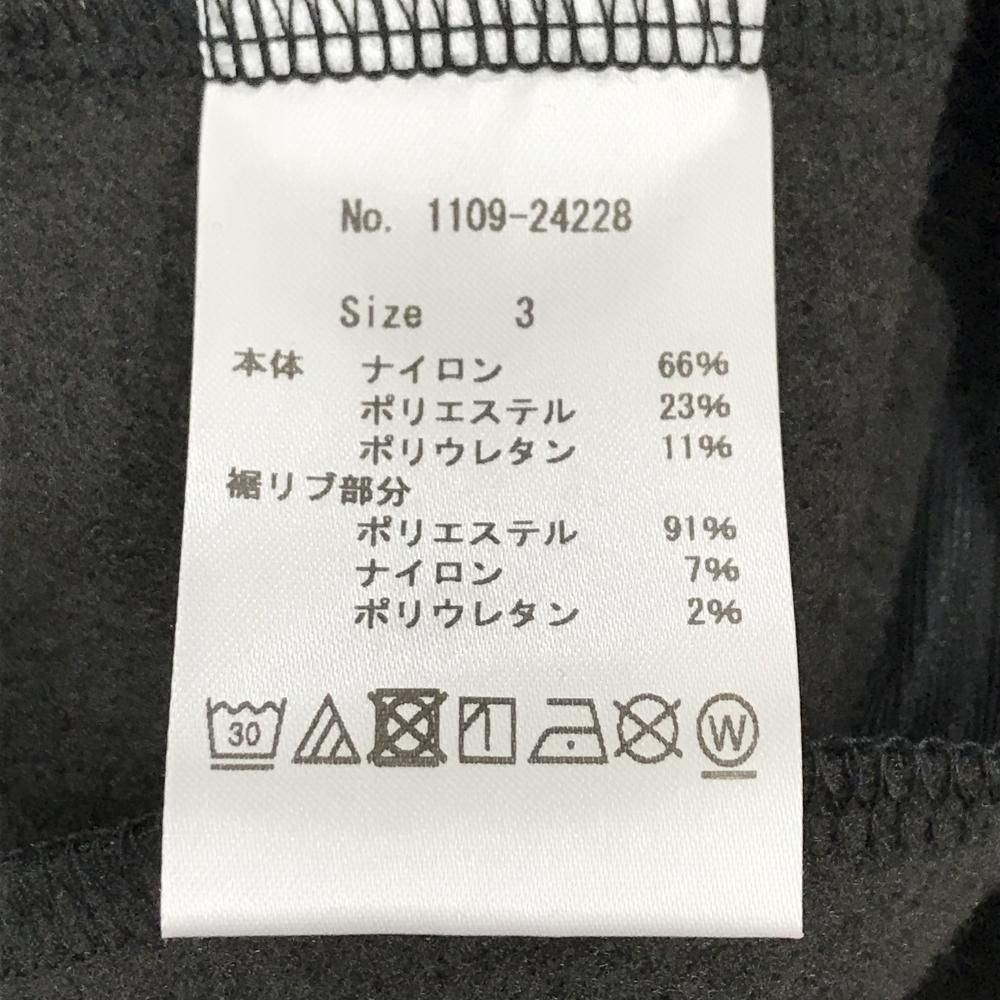 No. 1109-24228
Size 3
本体 ナイロン 66%
ポリエステル 23%
ポリウレタン 11%
裾リブ部分
ポリエステル 91%
ナイロン 7%
ポリウレタン 2%
30 W